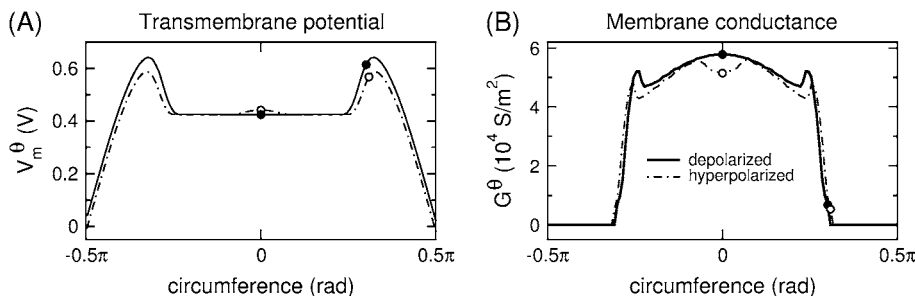 (A) Transmembrane potential
V_m^θ (V)
0.6
0.4
0.2
0
-0.5π 0 0.5π
circumference (rad)
(B) Membrane conductance
G^θ (10^4 S/m^2)
6
4
2
0
depolarized
hyperpolarized
-0.5π 0 0.5π
circumference (rad)